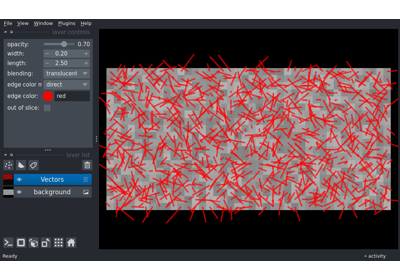 File View Window Plugins Help
layer controls
opacity: 0.70
width: 0.20
length: 2.50
blending: translucent
edge color m direct
edge color: red
out of slice:
layer list
Vectors
background
Ready
activity